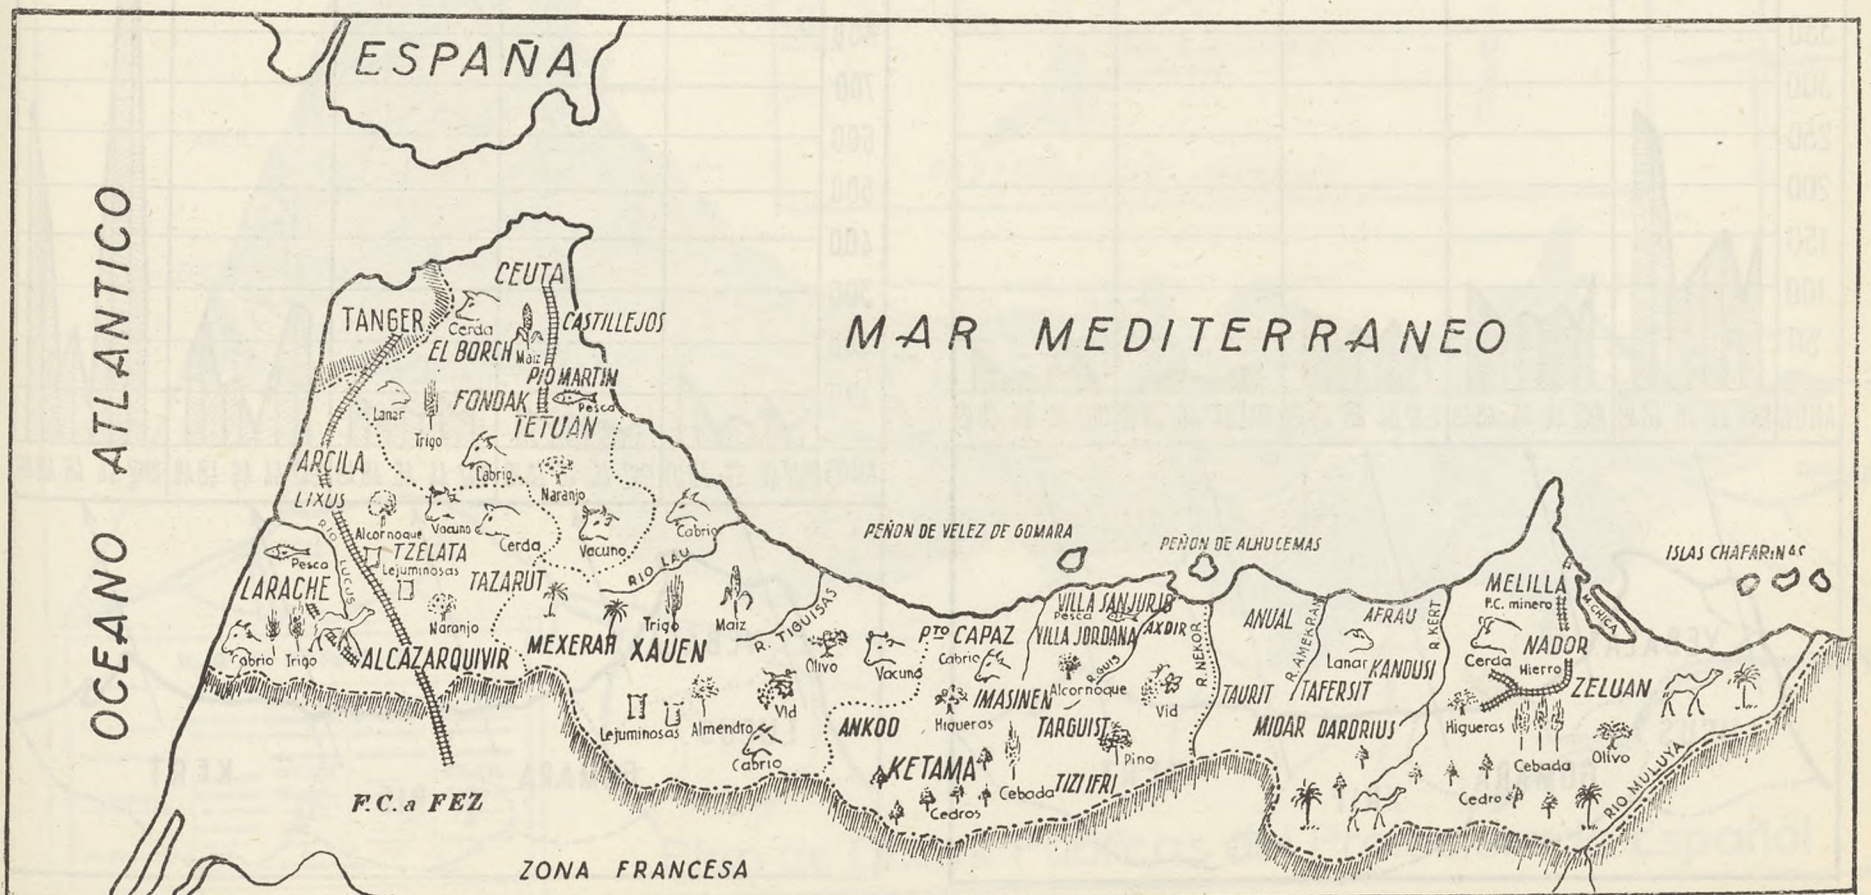 ESPAÑA
OCEANO ATLANTICO
MAR MEDITERRANEO
CEUTA
TANGER
Cerda
CASTILLEJOS
EL BORCH
Maiz
PIO MARTIN
Lanar
Trigo
FONDAK
Pesca
TETUAN
ARCILA
Cabrio
Naranjo
LIXUS
Alcornoque
Vacuno
Cerda
Vacuno
Cabrio
RIO LAU
RIO LUCUS
TZELATA
Lejuminosas
TAZARUT
Pesca
LARACHE
Naranjo
Cabrio
Trigo
ALCAZARQUIVIR
MEXERAH
XAUEN
Trigo
Maiz
R. TIGUISAS
Olivo
Vacuno
Lejuminosas
Almendro
Vid
Cabrio
PEÑON DE VELEZ DE GOMARA
PEÑON DE ALHUCEMAS
ISLAS CHAFARINAS
Pto CAPAZ
Cabrio
VILLA SANJURJO
Pesca
VILLA JORDANA
AXDIR
R. GUIS
R. NEKOR
Alcornoque
IMASINEN
Higueras
ANKOD
TARGUIST
Vid
Pino
KETAMA
Cebada
TIZI IFRI
Cedros
ANUAL
R. AMEKRAN
AFRAU
R. KERT
Lanar
KANDUSI
TAURIT
TAFERSIT
MIDAR
DARDRIUS
MELILLA
F.C. minero
M. CHICA
NADOR
Cerda
Hierro
ZELUAN
Higueras
Cebada
Olivo
Cedro
RIO MULUYA
F.C. a FEZ
ZONA FRANCESA